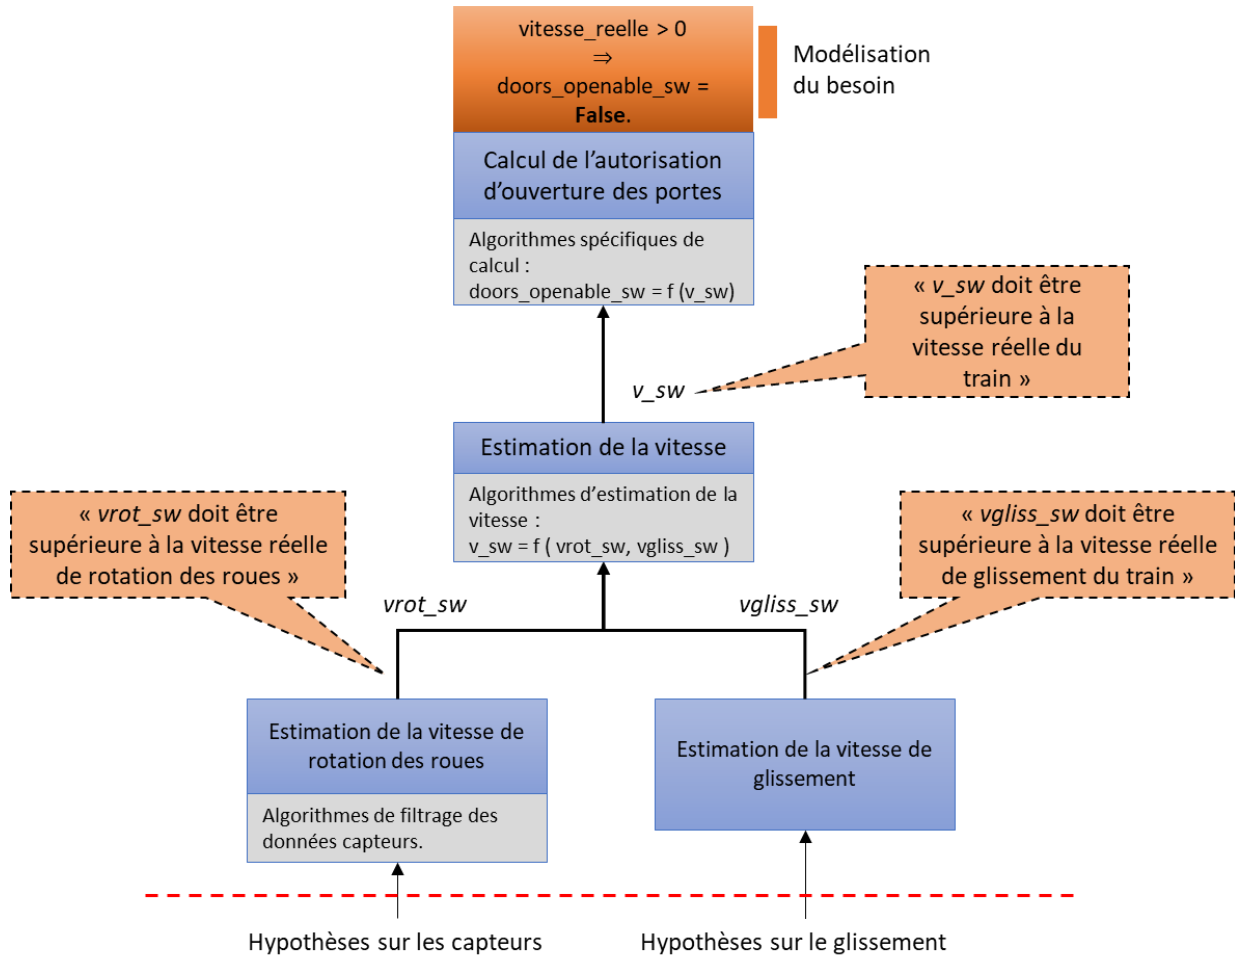 vitesse_reelle > 0
⇒
doors_openable_sw =
False.
Modélisation
du besoin
Calcul de l'autorisation
d'ouverture des portes
Algorithmes spécifiques de
calcul :
doors_openable_sw = f (v_sw)
« v_sw doit être
supérieure à la
vitesse réelle du
train »
v_sw
Estimation de la vitesse
Algorithmes d'estimation de la
vitesse :
v_sw = f ( vrot_sw, vgliss_sw )
« vrot_sw doit être
supérieure à la vitesse réelle
de rotation des roues »
« vgliss_sw doit être
supérieure à la vitesse réelle
de glissement du train »
vrot_sw
vgliss_sw
Estimation de la vitesse de
rotation des roues
Algorithmes de filtrage des
données capteurs.
Estimation de la vitesse de
glissement
Hypothèses sur les capteurs
Hypothèses sur le glissement